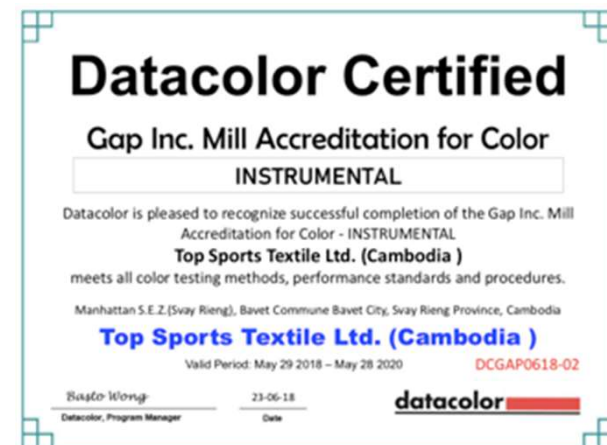 Datacolor Certified
Gap Inc. Mill Accreditation for Color
INSTRUMENTAL
Datacolor is pleased to recognize successful completion of the Gap Inc. Mill
Accreditation for Color - INSTRUMENTAL
Top Sports Textile Ltd. (Cambodia )
meets all color testing methods, performance standards and procedures.
Manhattan S.E.Z.(Svay Rieng), Bavet Commune Bavet City, Svay Rieng Province, Cambodia
Top Sports Textile Ltd. (Cambodia )
Valid Period: May 29 2018 – May 28 2020
DCGAP0618-02
Basto Wong
23-06-18
Datacolor, Program Manager
Date
datacolor